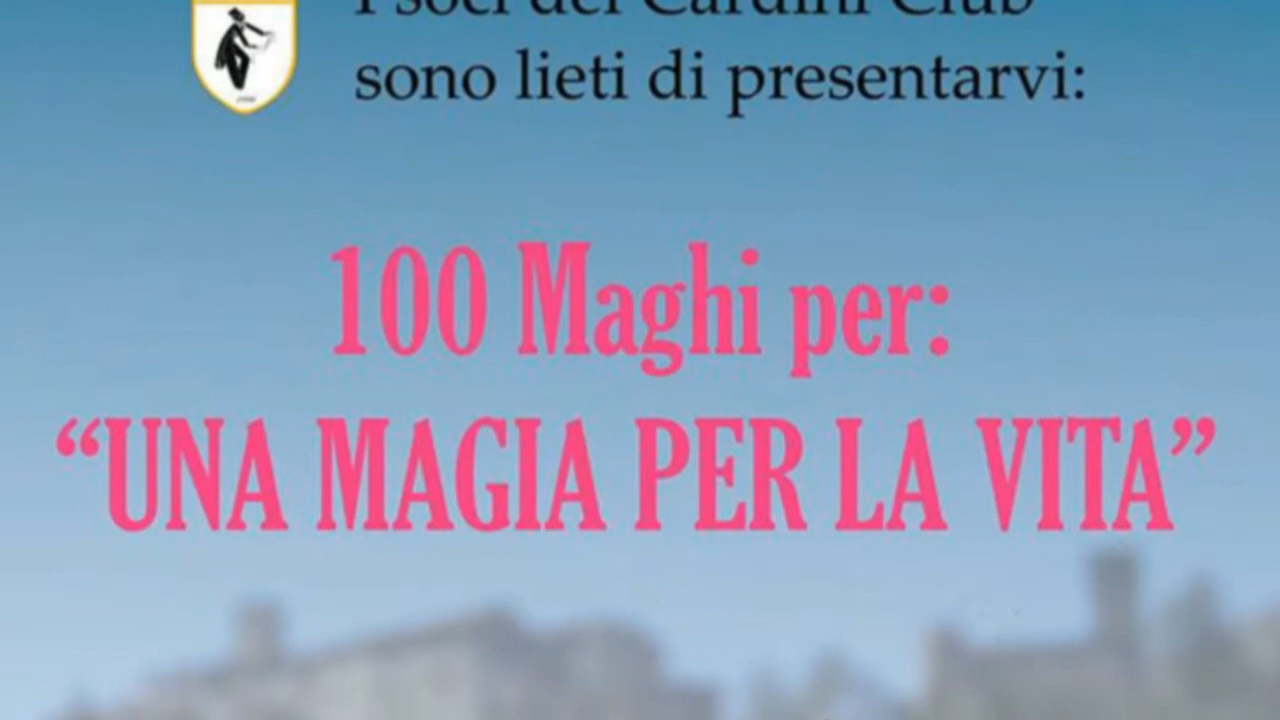 I soci del Cardini Club
sono lieti di presentarvi:
100 Maghi per:
“UNA MAGIA PER LA VITA”